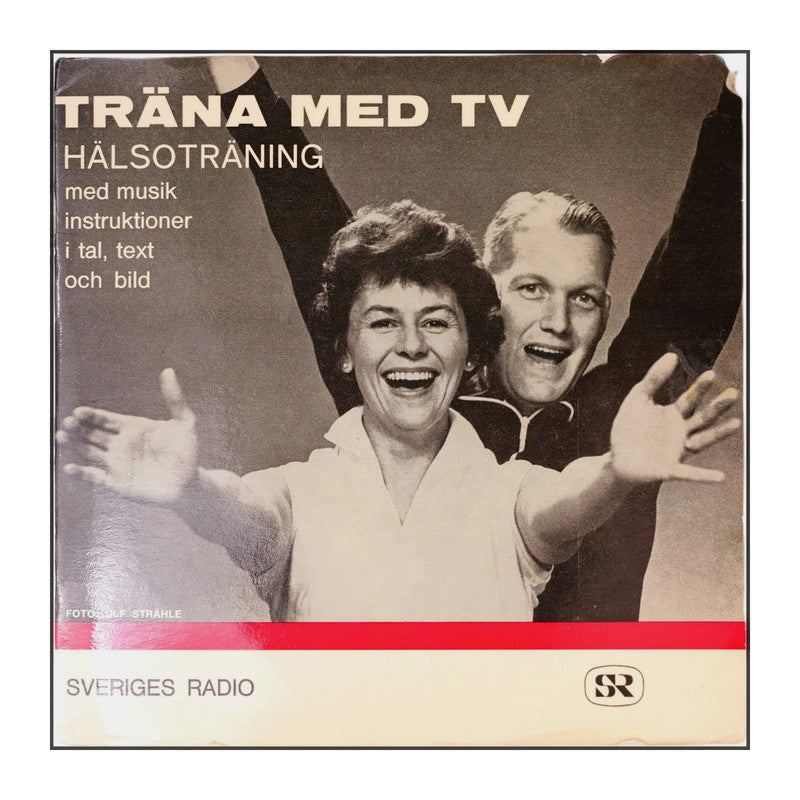 TRÄNA MED TV
HÄLSOTRÄNING
med musik
instruktioner
i tal, text
och bild
FOTO: ULF STRÅHLE
SVERIGES RADIO
SR